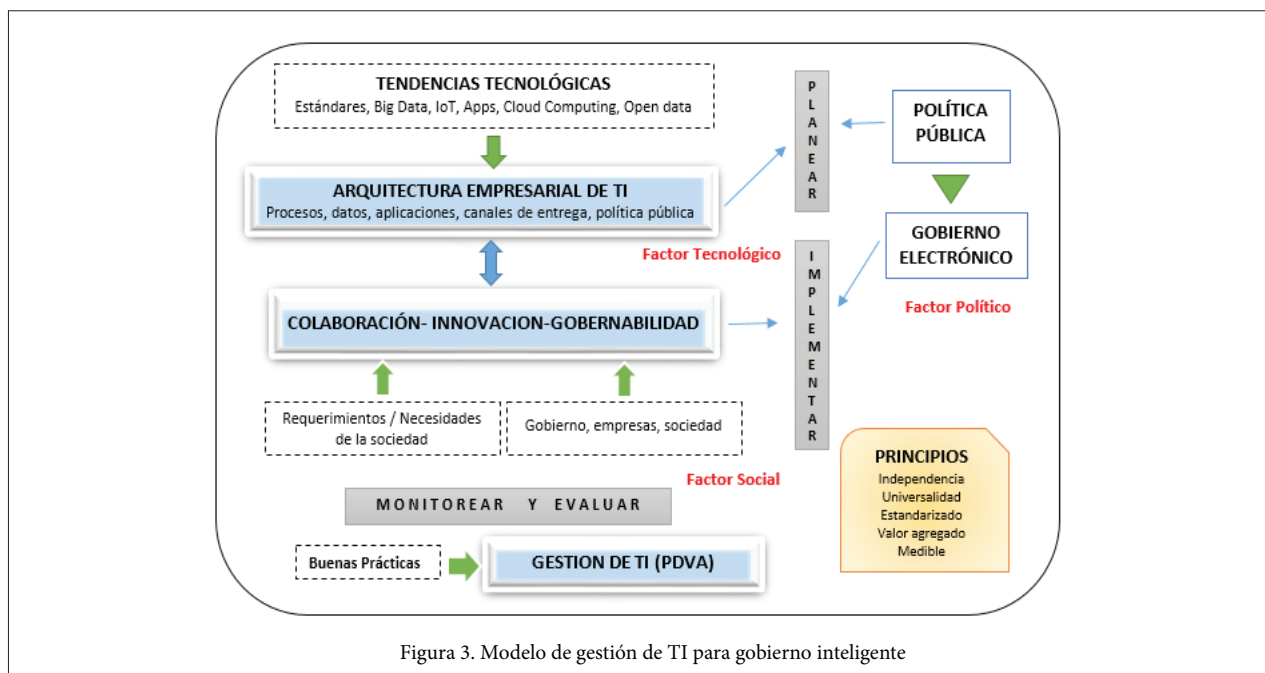 TENDENCIAS TECNOLÓGICAS
Estándares, Big Data, IoT, Apps, Cloud Computing, Open data
PLANEAR
POLÍTICA
PÚBLICA
ARQUITECTURA EMPRESARIAL DE TI
Procesos, datos, aplicaciones, canales de entrega, política pública
GOBIERNO
ELECTRÓNICO
Factor Tecnológico
IMPLEMENTAR
Factor Político
COLABORACIÓN- INNOVACION-GOBERNABILIDAD
Requerimientos / Necesidades
de la sociedad
Gobierno, empresas, sociedad
Factor Social
PRINCIPIOS
Independencia
Universalidad
Estandarizado
Valor agregado
Medible
MONITOREAR Y EVALUAR
Buenas Prácticas
GESTION DE TI (PDVA)
Figura 3. Modelo de gestión de TI para gobierno inteligente